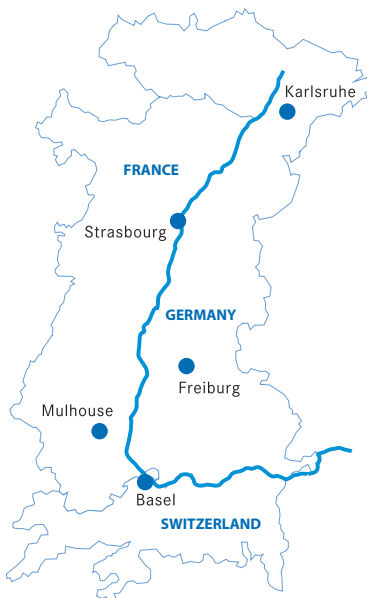 Karlsruhe
FRANCE
Strasbourg
GERMANY
Freiburg
Mulhouse
Basel
SWITZERLAND